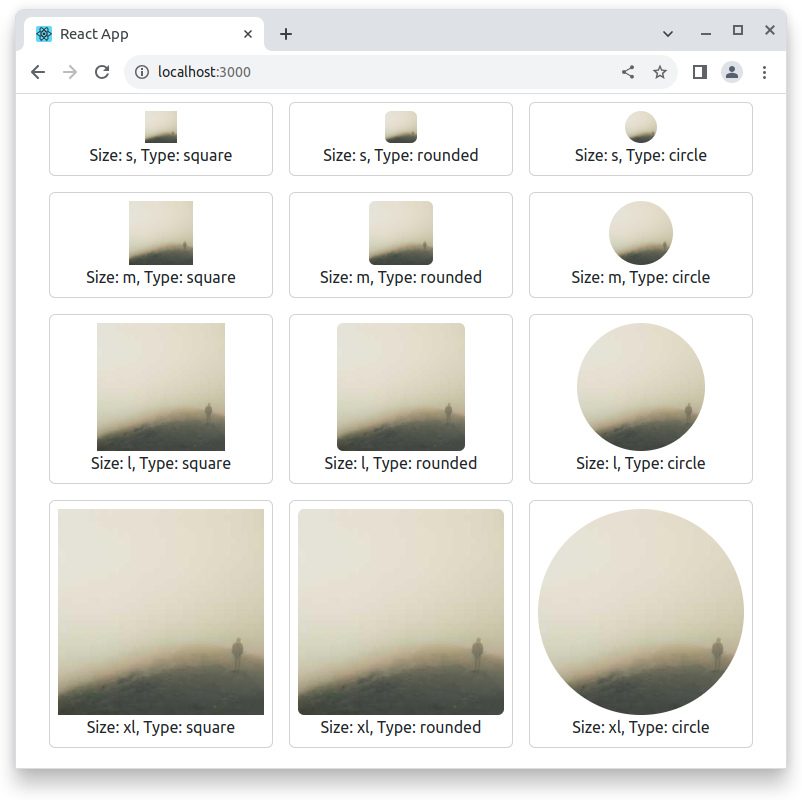 React App
localhost:3000
Size: s, Type: square
Size: s, Type: rounded
Size: s, Type: circle
Size: m, Type: square
Size: m, Type: rounded
Size: m, Type: circle
Size: l, Type: square
Size: l, Type: rounded
Size: l, Type: circle
Size: xl, Type: square
Size: xl, Type: rounded
Size: xl, Type: circle